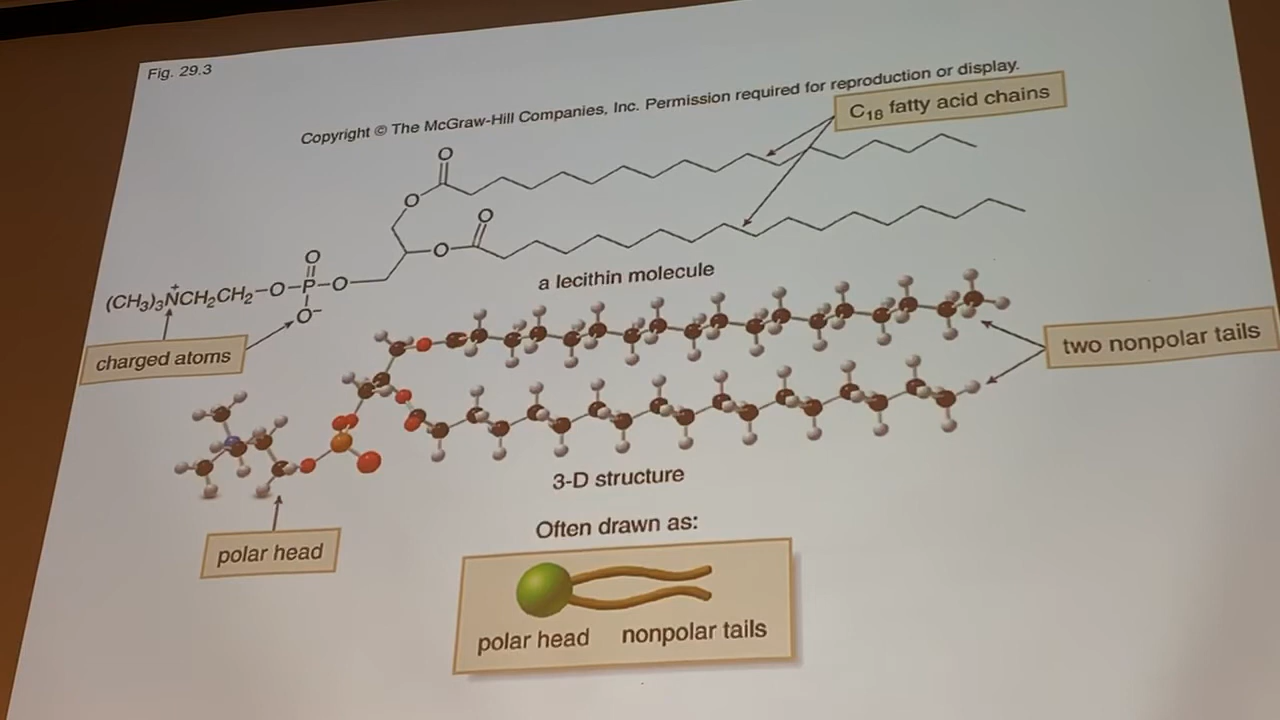 Fig. 29.3
Copyright © The McGraw-Hill Companies, Inc. Permission required for reproduction or display.
C₁₈ fatty acid chains
O
O
O
O
O
(CH₃)₃N⁺CH₂CH₂–O–P–O
O⁻
a lecithin molecule
charged atoms
two nonpolar tails
3-D structure
polar head
Often drawn as:
polar head nonpolar tails